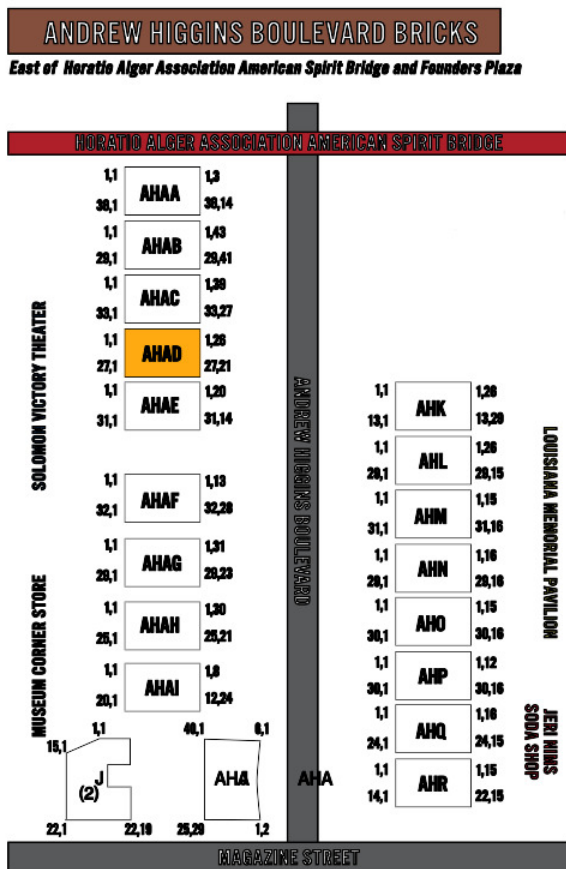 ANDREW HIGGINS BOULEVARD BRICKS
East of Horatio Alger Association American Spirit Bridge and Founders Plaza
HORATIO ALGER ASSOCIATION AMERICAN SPIRIT BRIDGE
1,1 AHAA 1,3
38,1 38,14
1,1 AHAB 1,43
29,1 29,41
1,1 AHAC 1,39
33,1 33,27
1,1 AHAD 1,26
27,1 27,21
1,1 AHAE 1,20
31,1 31,14
1,1 AHAF 1,13
32,1 32,28
1,1 AHAG 1,31
29,1 29,23
1,1 AHAH 1,30
25,1 25,21
1,1 AHAI 1,8
20,1 12,24
SOLOMON VICTORY THEATER
MUSEUM CORNER STORE
1,1
15,1
J
(2)
22,1 22,19
40,1 6,1
AHA
25,29 1,2
ANDREW HIGGINS BOULEVARD
AHA
1,1 AHK 1,26
13,1 13,29
1,1 AHL 1,26
29,1 29,15
1,1 AHM 1,15
31,1 31,16
1,1 AHN 1,16
29,1 29,16
1,1 AHO 1,15
30,1 30,16
1,1 AHP 1,12
30,1 30,16
1,1 AHQ 1,16
24,1 24,15
1,1 AHR 1,15
14,1 22,15
LOUISIANA MEMORIAL PAVILION
JERI NIMS
SODA SHOP
MAGAZINE STREET